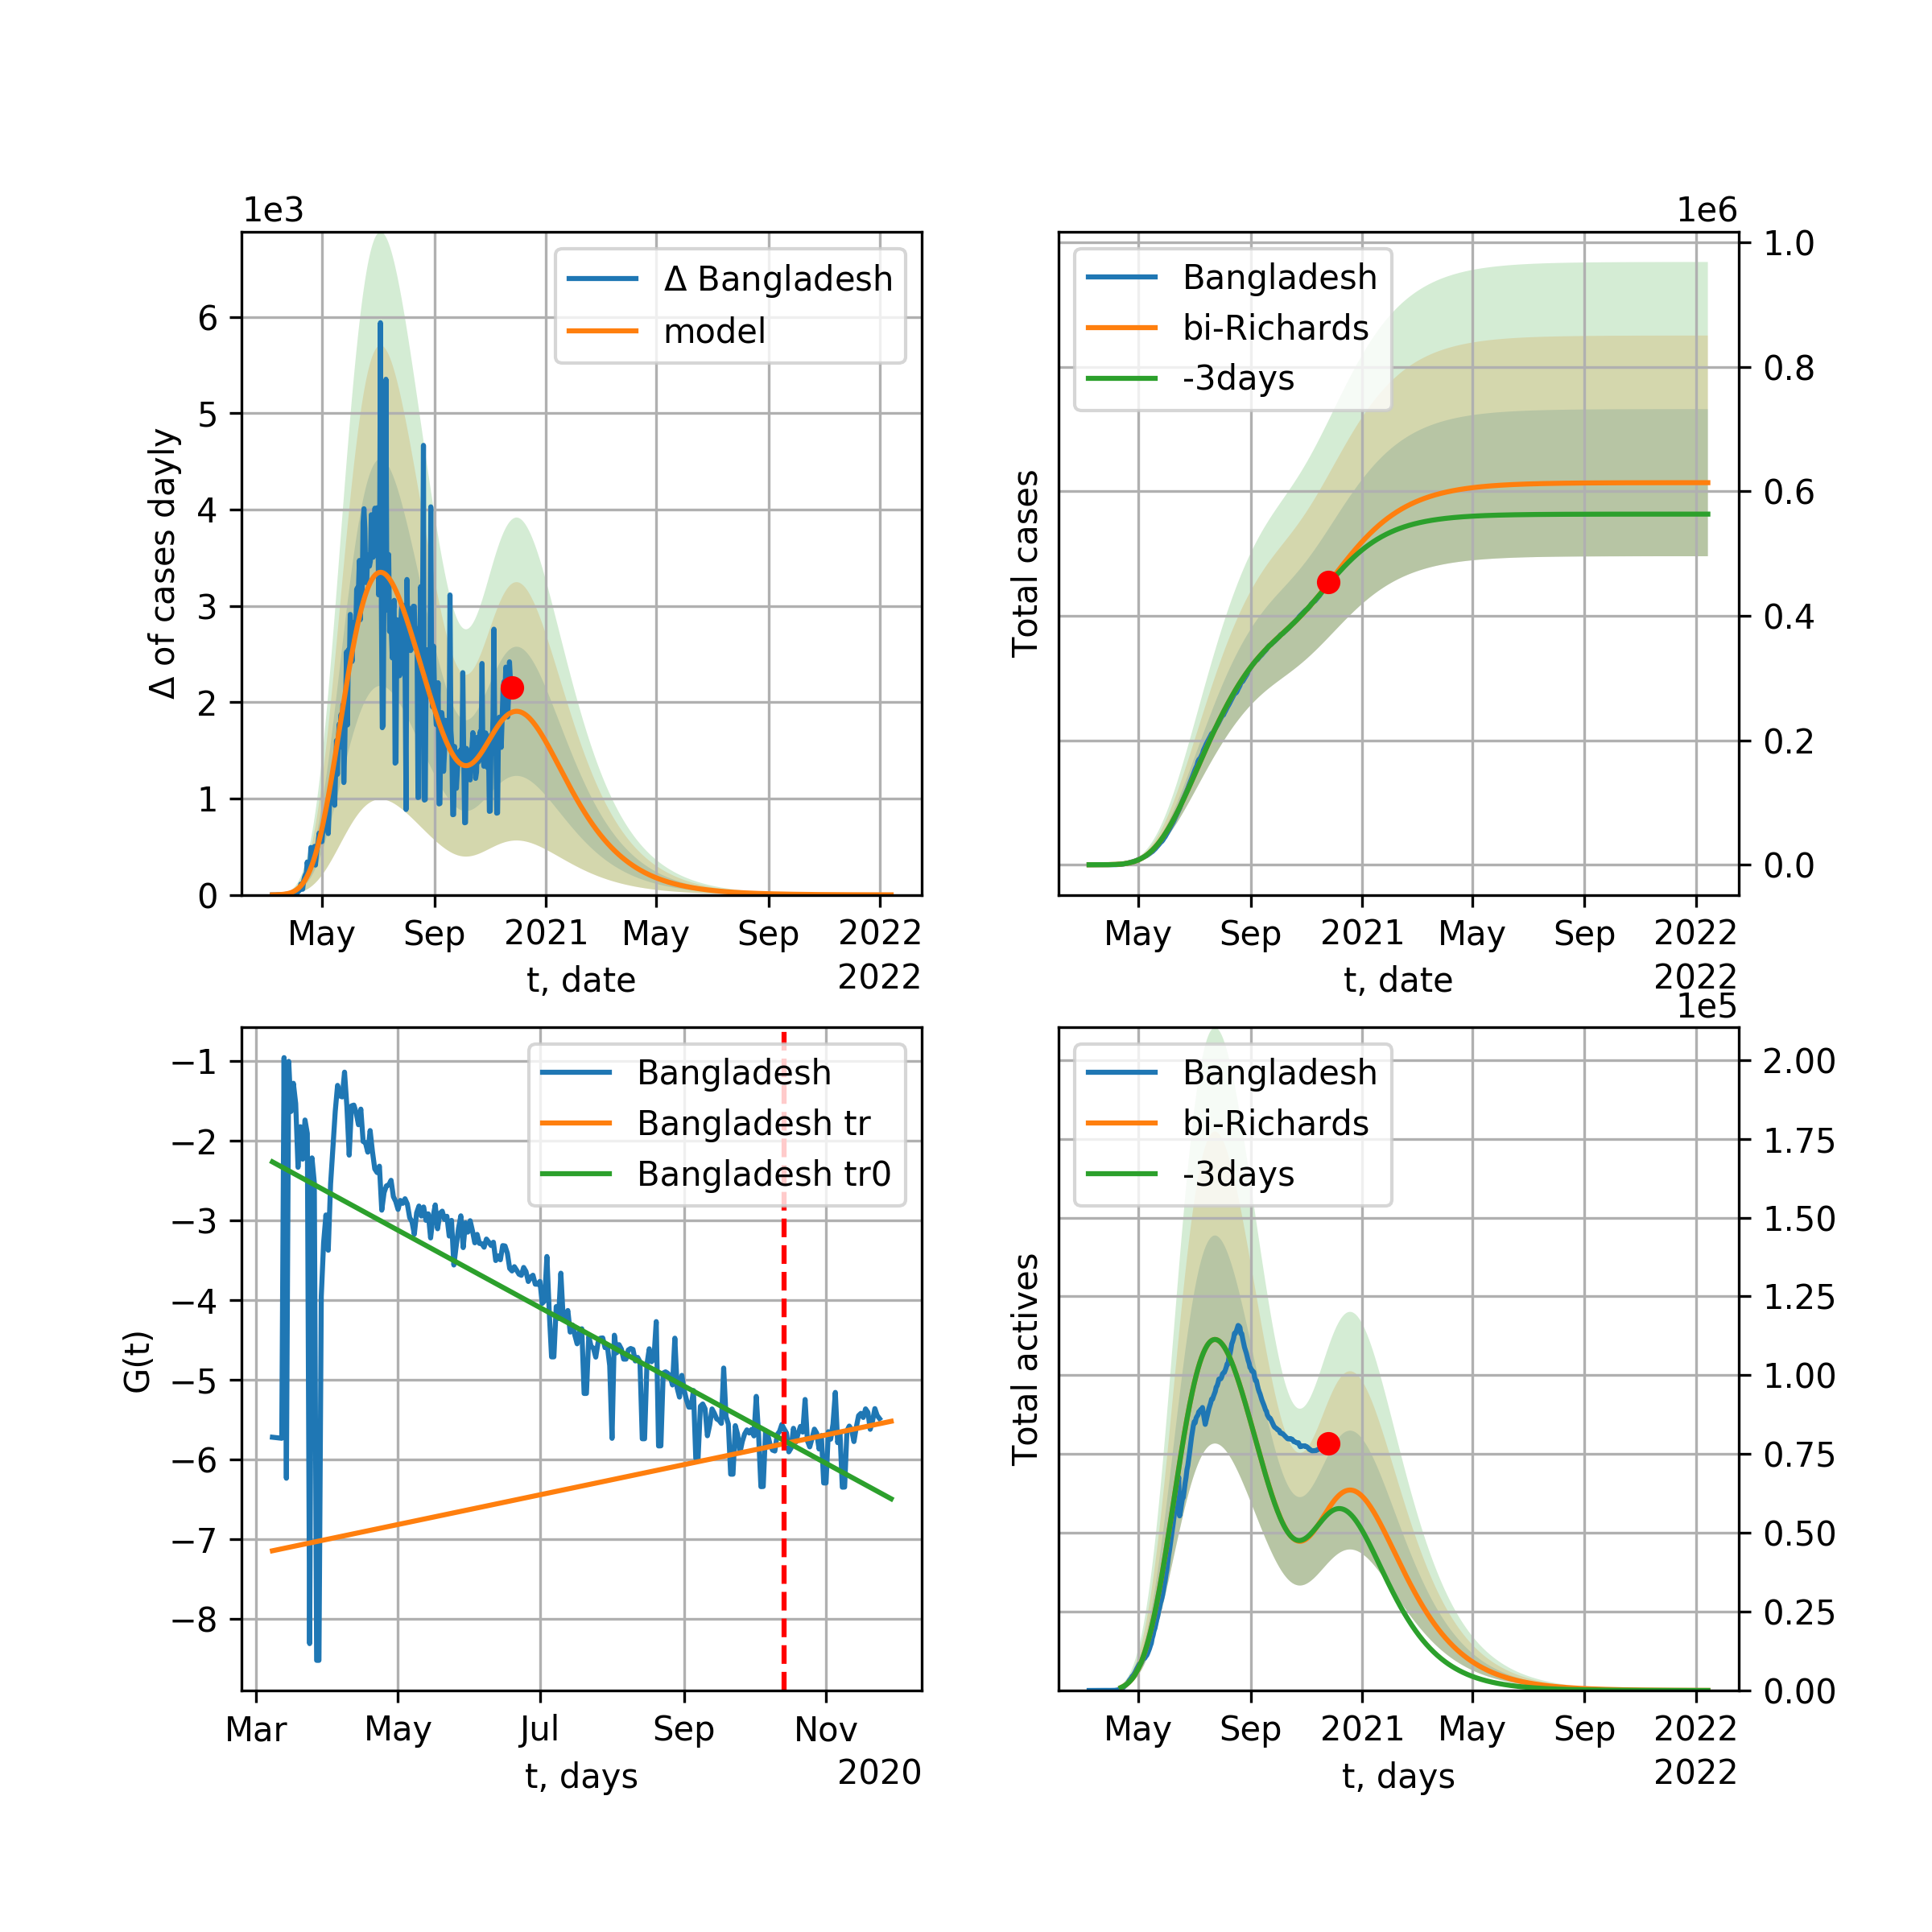 1e3
Δ of cases dayly
6
5
4
3
2
1
0
Δ Bangladesh
model
May Sep 2021 May Sep 2022
t, date
2022
1e6
Total cases
Bangladesh
bi-Richards
-3days
1.0
0.8
0.6
0.4
0.2
0.0
May Sep 2021 May Sep 2022
t, date
2022
G(t)
−1
−2
−3
−4
−5
−6
−7
−8
Bangladesh
Bangladesh tr
Bangladesh tr0
Mar May Jul Sep Nov
t, days
2020
1e5
Total actives
Bangladesh
bi-Richards
-3days
2.00
1.75
1.50
1.25
1.00
0.75
0.50
0.25
0.00
May Sep 2021 May Sep 2022
t, days
2022